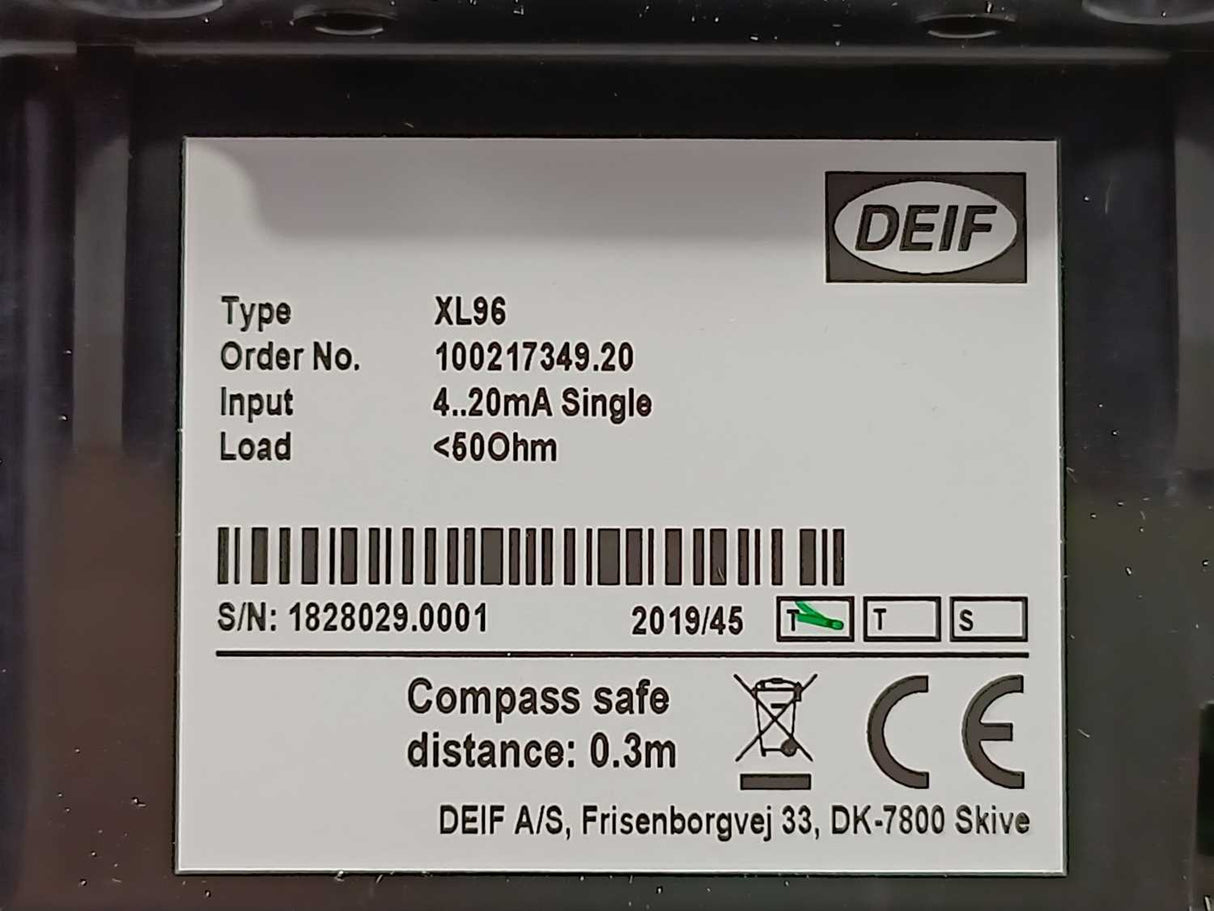 DEIF
Type XL96
Order No. 100217349.20
Input 4..20mA Single
Load <50Ohm
S/N: 1828029.0001 2019/45 T T S
Compass safe
distance: 0.3m
CE
DEIF A/S, Frisenborgvej 33, DK-7800 Skive